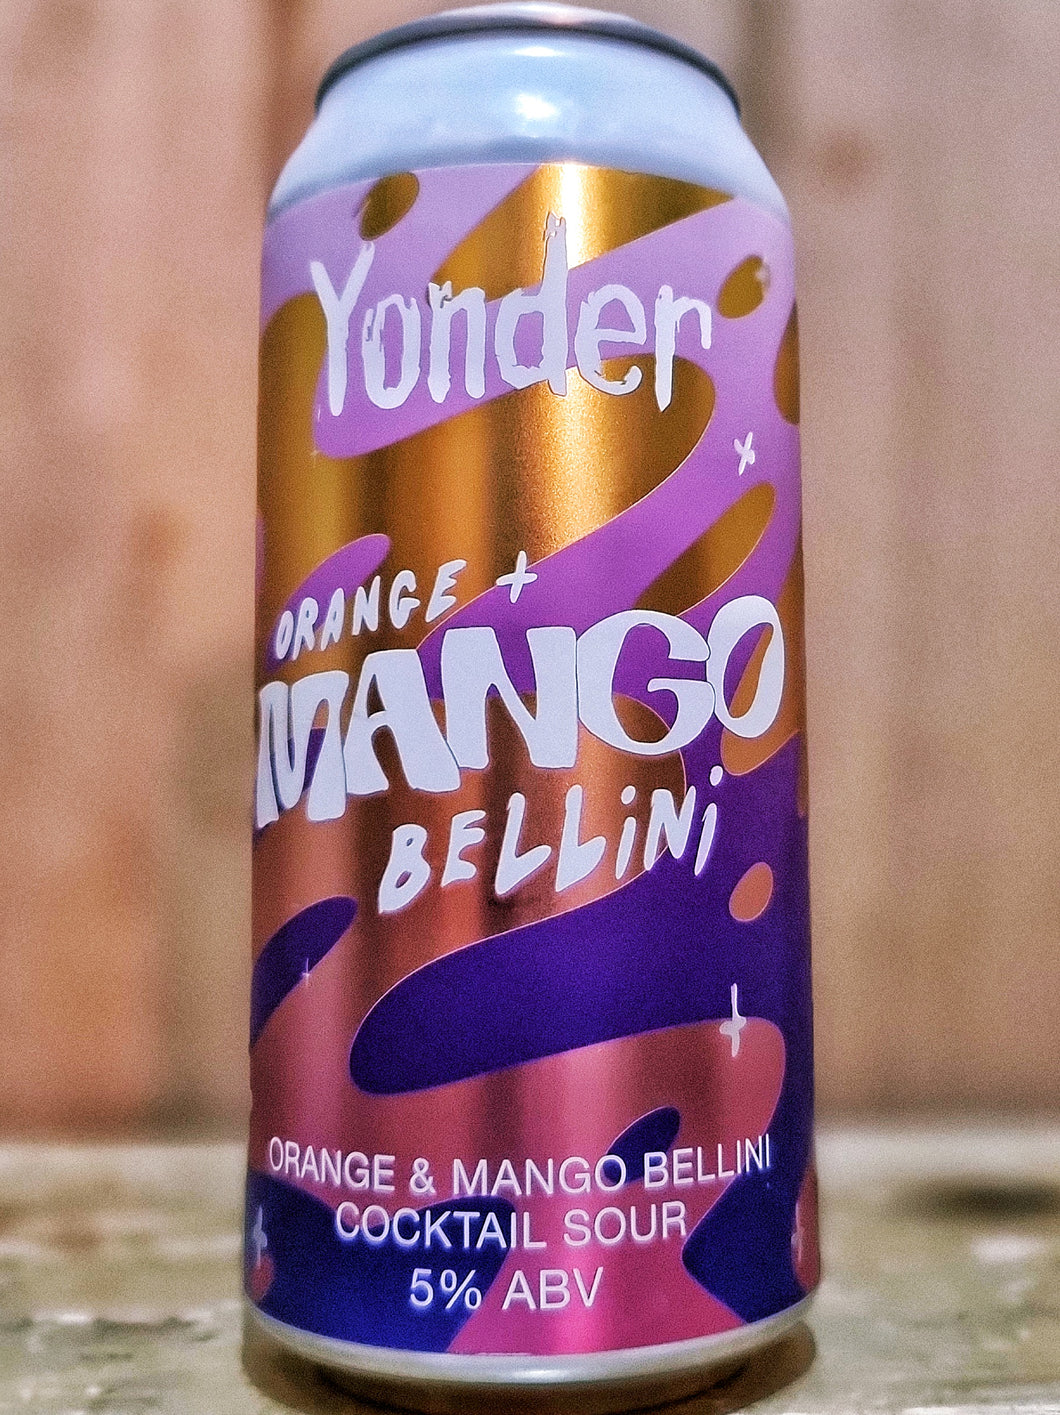 Yonder
ORANGE +
MANGO
BELLiNi
ORANGE & MANGO BELLINI
COCKTAIL SOUR
5% ABV